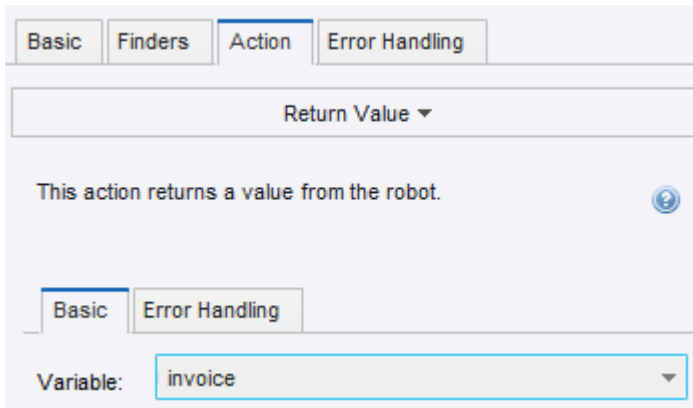 Basic Finders Action Error Handling
Return Value
This action returns a value from the robot.
Basic Error Handling
Variable: invoice